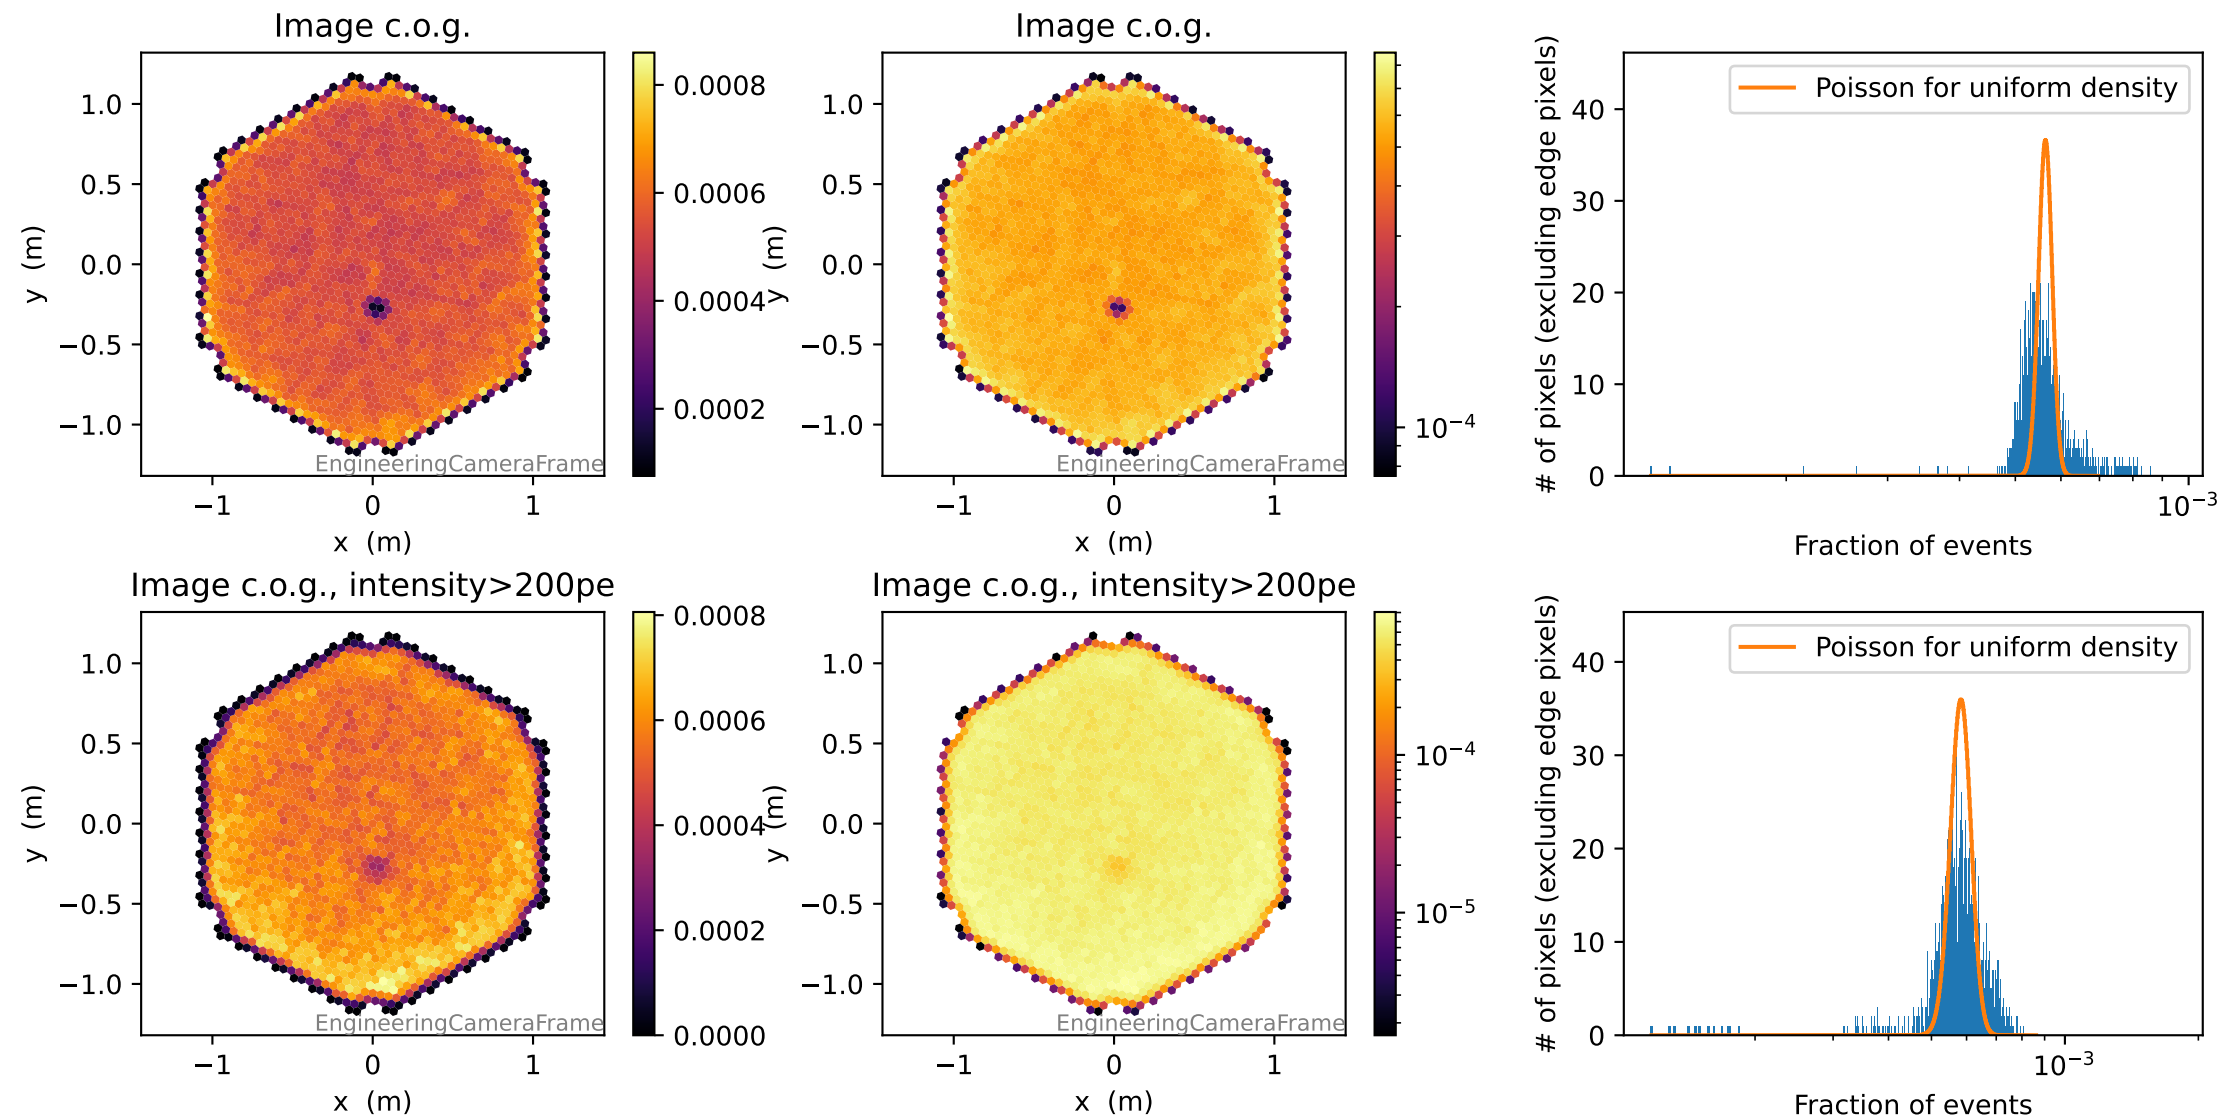 Image c.o.g.
1.0
0.5
0.0
−0.5
−1.0
y (m)
−1 0 1
x (m)
EngineeringCameraFrame
0.0008
0.0006
0.0004
0.0002
Image c.o.g.
1.0
0.5
0.0
−0.5
−1.0
y (m)
−1 0 1
x (m)
EngineeringCameraFrame
10⁻⁴
# of pixels (excluding edge pixels)
40
30
20
10
0
Poisson for uniform density
10⁻³
Fraction of events
Image c.o.g., intensity>200pe
1.0
0.5
0.0
−0.5
−1.0
y (m)
−1 0 1
x (m)
EngineeringCameraFrame
0.0008
0.0006
0.0004
0.0002
0.0000
Image c.o.g., intensity>200pe
1.0
0.5
0.0
−0.5
−1.0
y (m)
−1 0 1
x (m)
EngineeringCameraFrame
10⁻⁴
10⁻⁵
# of pixels (excluding edge pixels)
40
30
20
10
0
Poisson for uniform density
10⁻³
Fraction of events